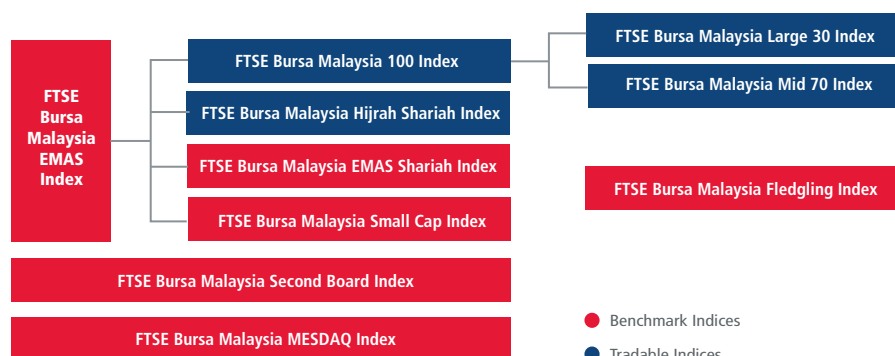 FTSE
Bursa
Malaysia
EMAS
Index
FTSE Bursa Malaysia 100 Index
FTSE Bursa Malaysia Hijrah Shariah Index
FTSE Bursa Malaysia EMAS Shariah Index
FTSE Bursa Malaysia Small Cap Index
FTSE Bursa Malaysia Large 30 Index
FTSE Bursa Malaysia Mid 70 Index
FTSE Bursa Malaysia Fledgling Index
FTSE Bursa Malaysia Second Board Index
FTSE Bursa Malaysia MESDAQ Index
Benchmark Indices
Tradable Indices